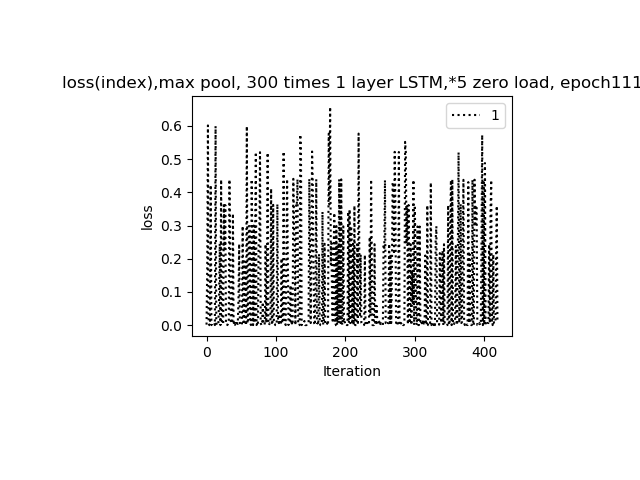 loss(index),max pool, 300 times 1 layer LSTM,*5 zero load, epoch111
1
0.6
0.5
0.4
0.3
0.2
0.1
0.0
loss
0 100 200 300 400
Iteration